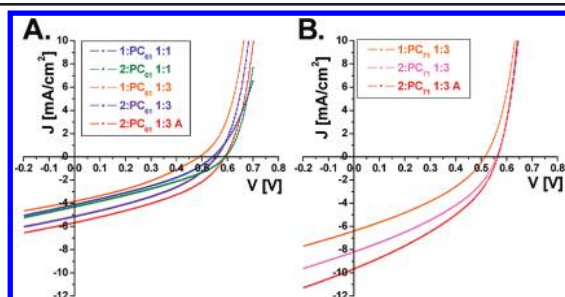 A.
10
8
6
4
2
0
-2
-4
-6
-8
-10
-12
J [mA/cm²]
1:PC₆₁ 1:1
2:PC₆₁ 1:1
1:PC₆₁ 1:3
2:PC₆₁ 1:3
2:PC₆₁ 1:3 A
-0.2 -0.1 0.0 0.1 0.2 0.3 0.4 0.5 0.6 0.7 0.8
V [V]
B.
10
8
6
4
2
0
-2
-4
-6
-8
-10
-12
J [mA/cm²]
1:PC₇₁ 1:3
2:PC₇₁ 1:3
2:PC₇₁ 1:3 A
-0.2 -0.1 0.0 0.1 0.2 0.3 0.4 0.5 0.6 0.7 0.8
V [V]